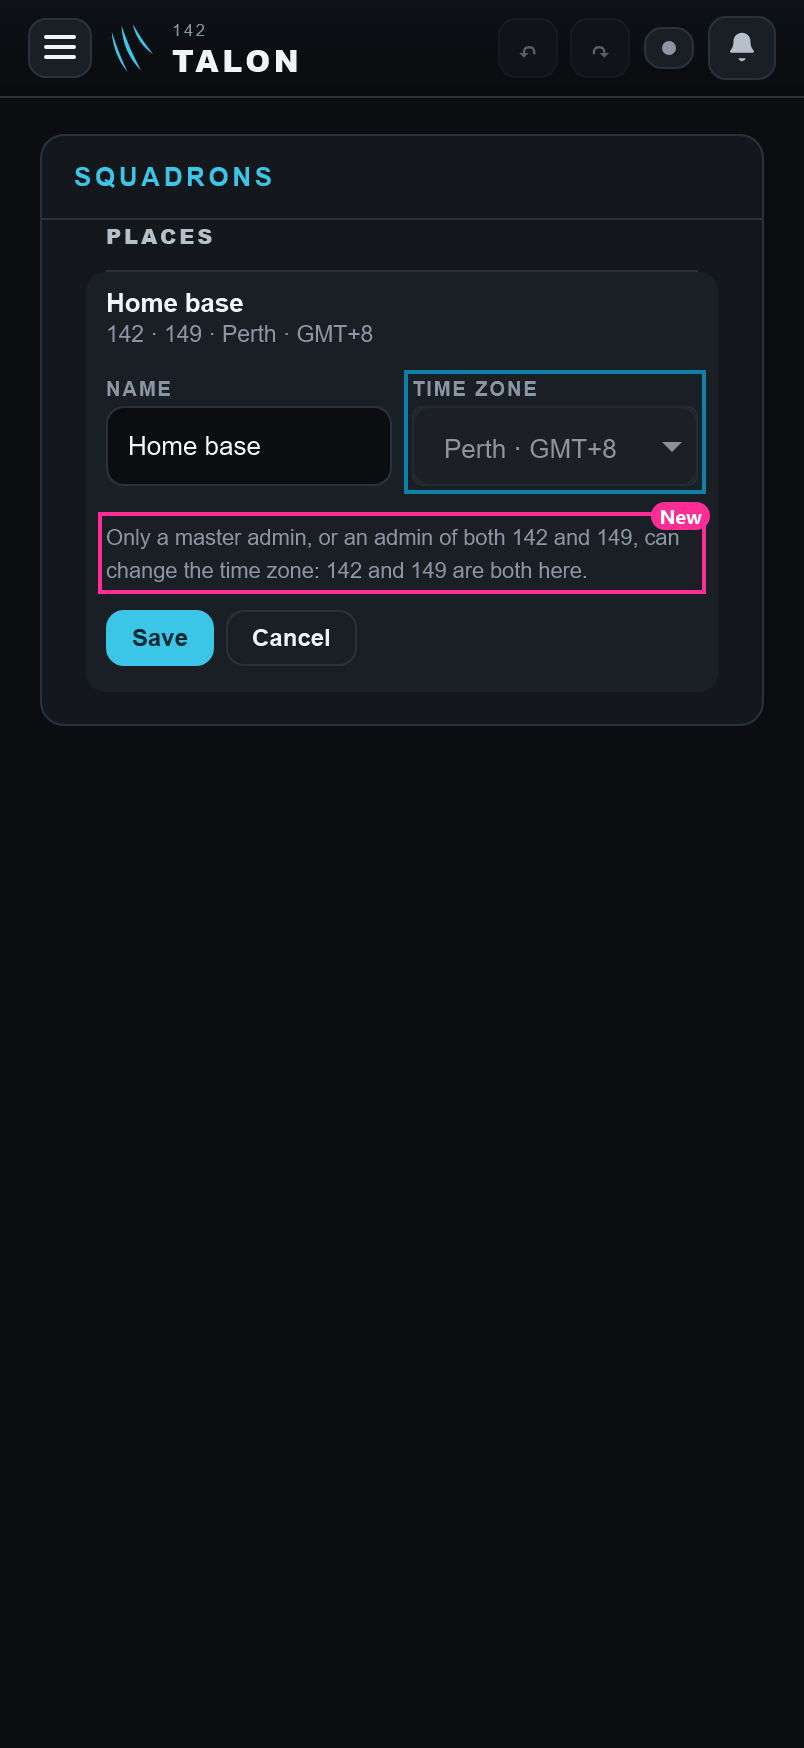 142
TALON
SQUADRONS
PLACES
Home base
142 · 149 · Perth · GMT+8
NAME
TIME ZONE
Home base
Perth · GMT+8
New
Only a master admin, or an admin of both 142 and 149, can
change the time zone: 142 and 149 are both here.
Save
Cancel